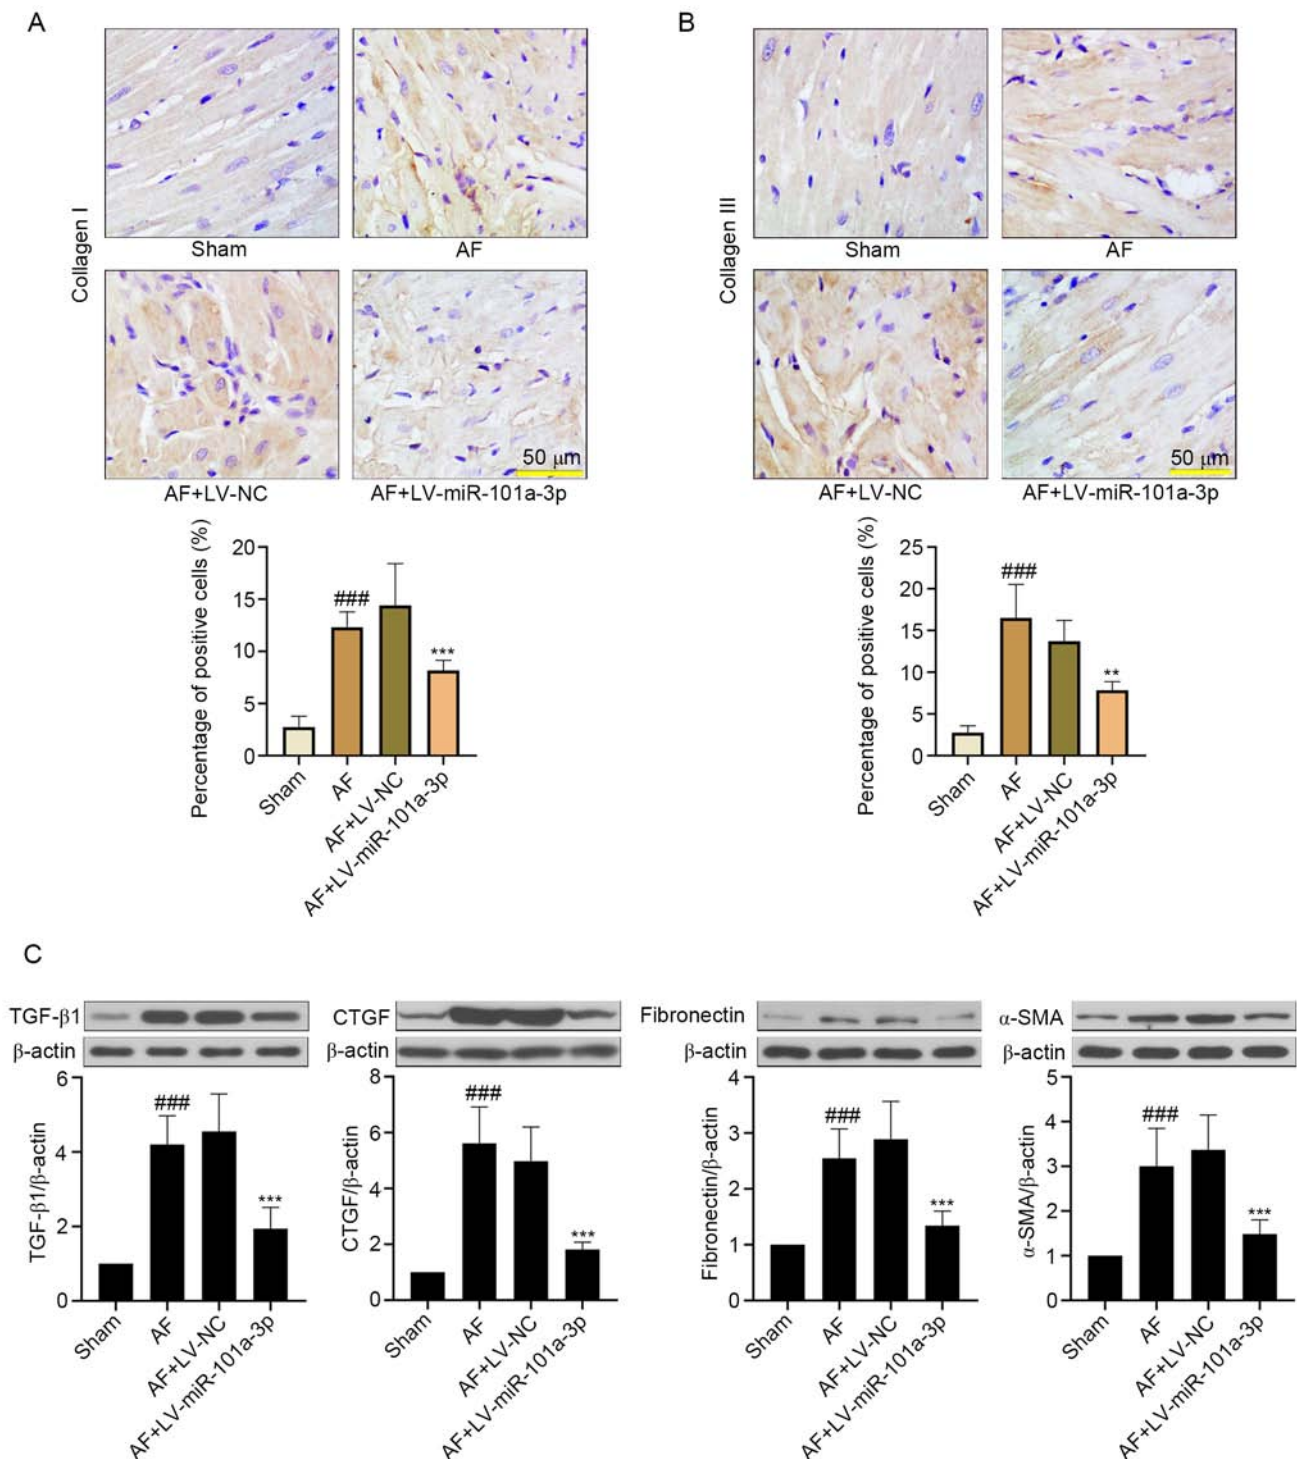 A
Collagen I
Sham
AF
AF+LV-NC
50 μm
AF+LV-miR-101a-3p
Percentage of positive cells (%)
20
15
10
5
0
###
***
Sham
AF
AF+LV-NC
AF+LV-miR-101a-3p
B
Collagen III
Sham
AF
AF+LV-NC
50 μm
AF+LV-miR-101a-3p
Percentage of positive cells (%)
25
20
15
10
5
0
###
**
Sham
AF
AF+LV-NC
AF+LV-miR-101a-3p
C
TGF-β1
β-actin
TGF-β1/β-actin
6
4
2
0
###
***
Sham
AF
AF+LV-NC
AF+LV-miR-101a-3p
CTGF
β-actin
CTGF/β-actin
8
6
4
2
0
###
***
Sham
AF
AF+LV-NC
AF+LV-miR-101a-3p
Fibronectin
β-actin
Fibronectin/β-actin
4
3
2
1
0
###
***
Sham
AF
AF+LV-NC
AF+LV-miR-101a-3p
α-SMA
β-actin
α-SMA/β-actin
5
4
3
2
1
0
###
***
Sham
AF
AF+LV-NC
AF+LV-miR-101a-3p